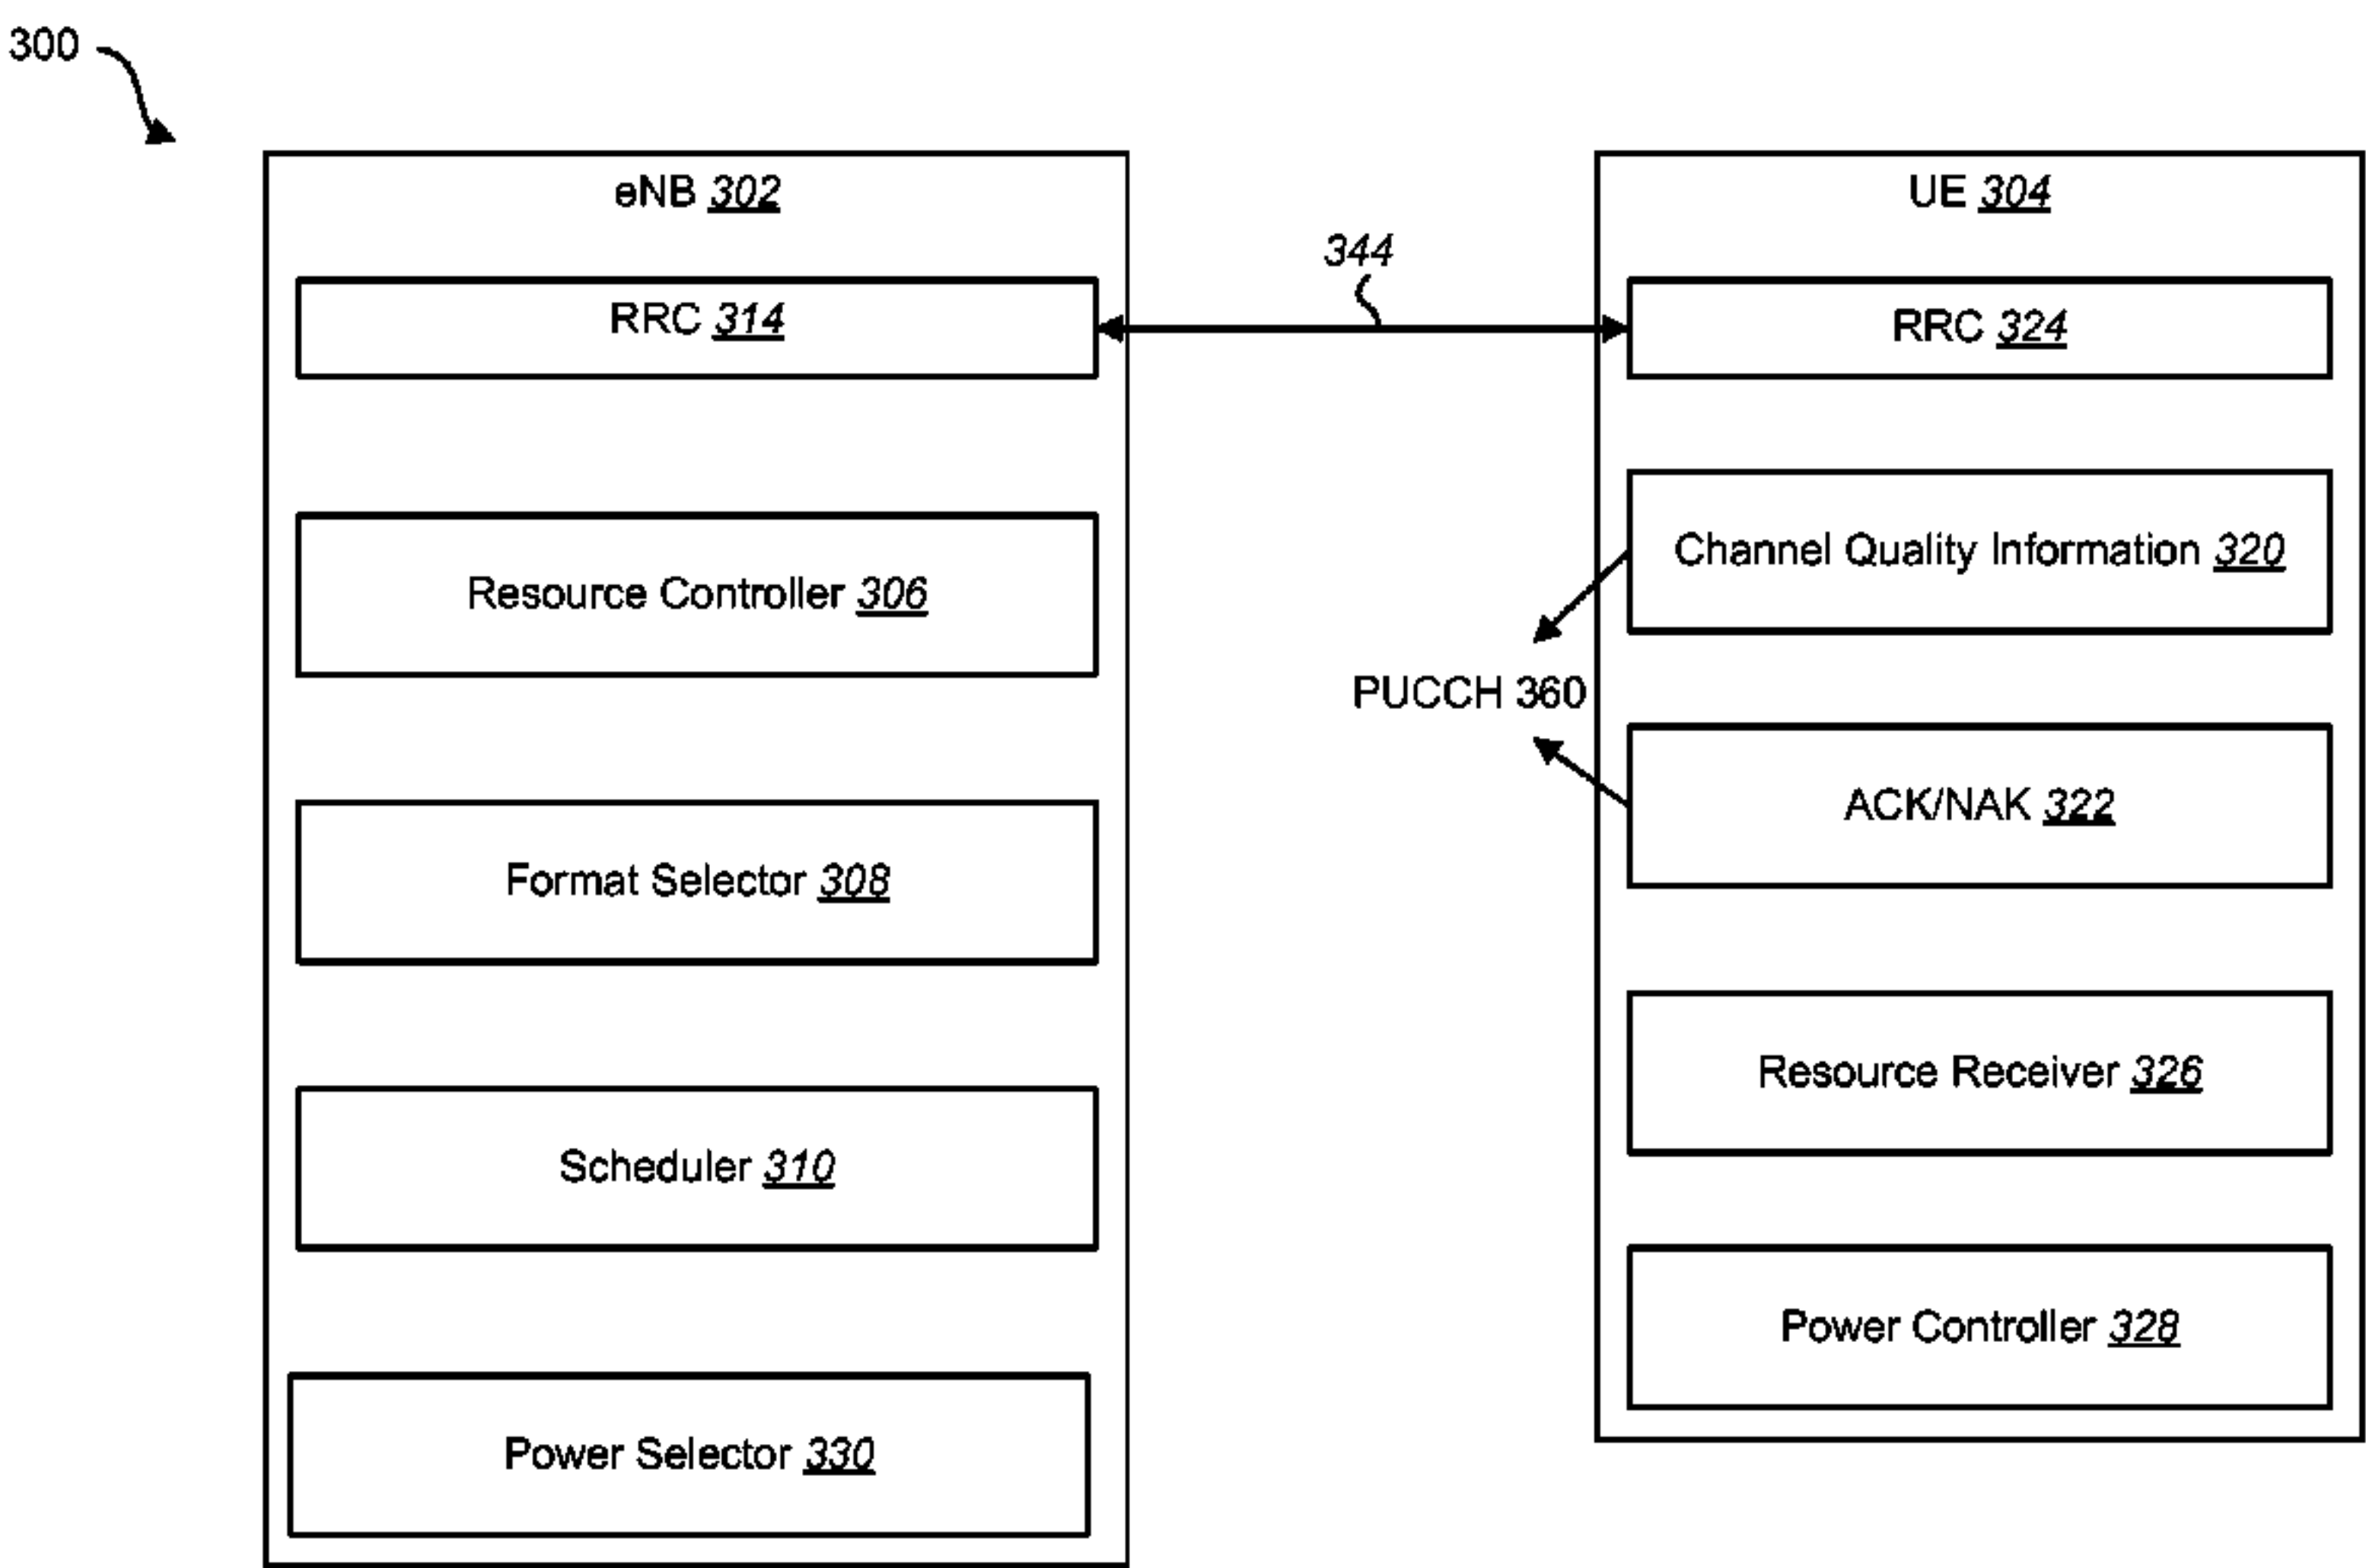 300
eNB 302
RRC 314
Resource Controller 306
Format Selector 308
Scheduler 310
Power Selector 330
344
PUCCH 360
UE 304
RRC 324
Channel Quality Information 320
ACK/NAK 322
Resource Receiver 326
Power Controller 328